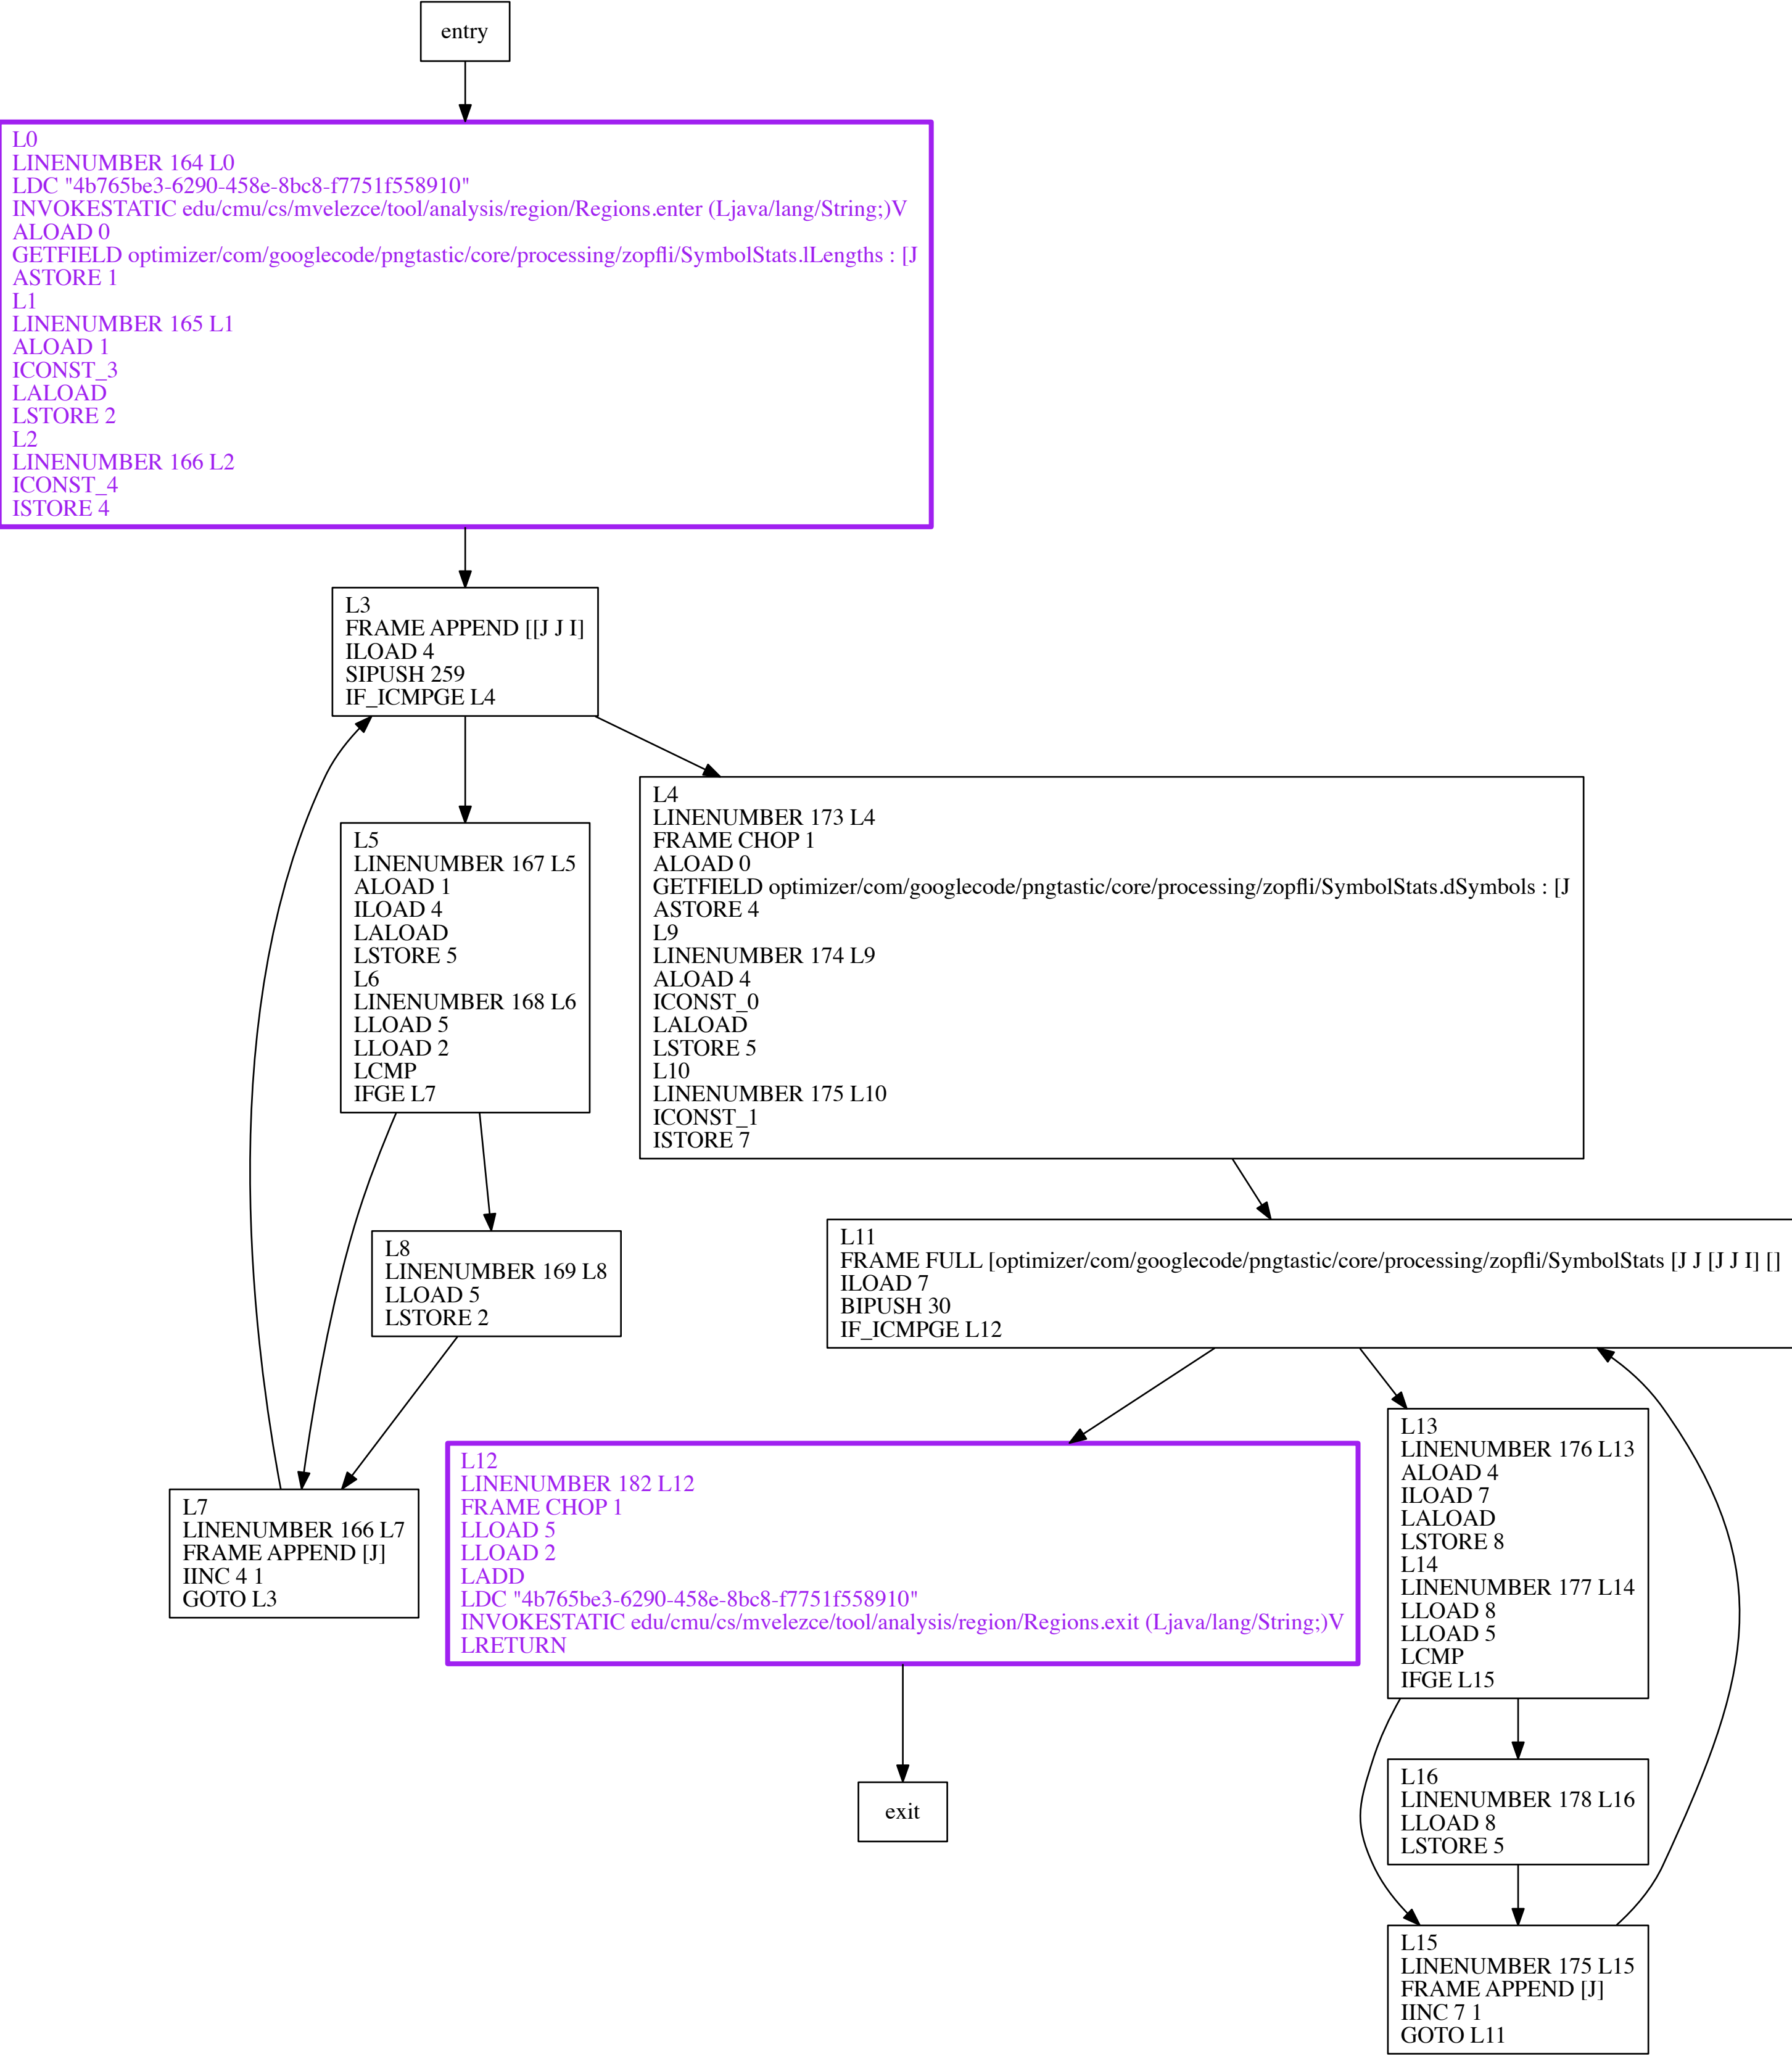 entry
L0
LINENUMBER 164 L0
LDC "4b765be3-6290-458e-8bc8-f7751f558910"
INVOKESTATIC edu/cmu/cs/mvelezce/tool/analysis/region/Regions.enter (Ljava/lang/String;)V
ALOAD 0
GETFIELD optimizer/com/googlecode/pngtastic/core/processing/zopfli/SymbolStats.lLengths : [J
ASTORE 1
L1
LINENUMBER 165 L1
ALOAD 1
ICONST_3
LALOAD
LSTORE 2
L2
LINENUMBER 166 L2
ICONST_4
ISTORE 4
L3
FRAME APPEND [[J J I]
ILOAD 4
SIPUSH 259
IF_ICMPGE L4
L5
LINENUMBER 167 L5
ALOAD 1
ILOAD 4
LALOAD
LSTORE 5
L6
LINENUMBER 168 L6
LLOAD 5
LLOAD 2
LCMP
IFGE L7
L4
LINENUMBER 173 L4
FRAME CHOP 1
ALOAD 0
GETFIELD optimizer/com/googlecode/pngtastic/core/processing/zopfli/SymbolStats.dSymbols : [J
ASTORE 4
L9
LINENUMBER 174 L9
ALOAD 4
ICONST_0
LALOAD
LSTORE 5
L10
LINENUMBER 175 L10
ICONST_1
ISTORE 7
L8
LINENUMBER 169 L8
LLOAD 5
LSTORE 2
L11
FRAME FULL [optimizer/com/googlecode/pngtastic/core/processing/zopfli/SymbolStats [J J [J J I] []
ILOAD 7
BIPUSH 30
IF_ICMPGE L12
L7
LINENUMBER 166 L7
FRAME APPEND [J]
IINC 4 1
GOTO L3
L12
LINENUMBER 182 L12
FRAME CHOP 1
LLOAD 5
LLOAD 2
LADD
LDC "4b765be3-6290-458e-8bc8-f7751f558910"
INVOKESTATIC edu/cmu/cs/mvelezce/tool/analysis/region/Regions.exit (Ljava/lang/String;)V
LRETURN
L13
LINENUMBER 176 L13
ALOAD 4
ILOAD 7
LALOAD
LSTORE 8
L14
LINENUMBER 177 L14
LLOAD 8
LLOAD 5
LCMP
IFGE L15
exit
L16
LINENUMBER 178 L16
LLOAD 8
LSTORE 5
L15
LINENUMBER 175 L15
FRAME APPEND [J]
IINC 7 1
GOTO L11